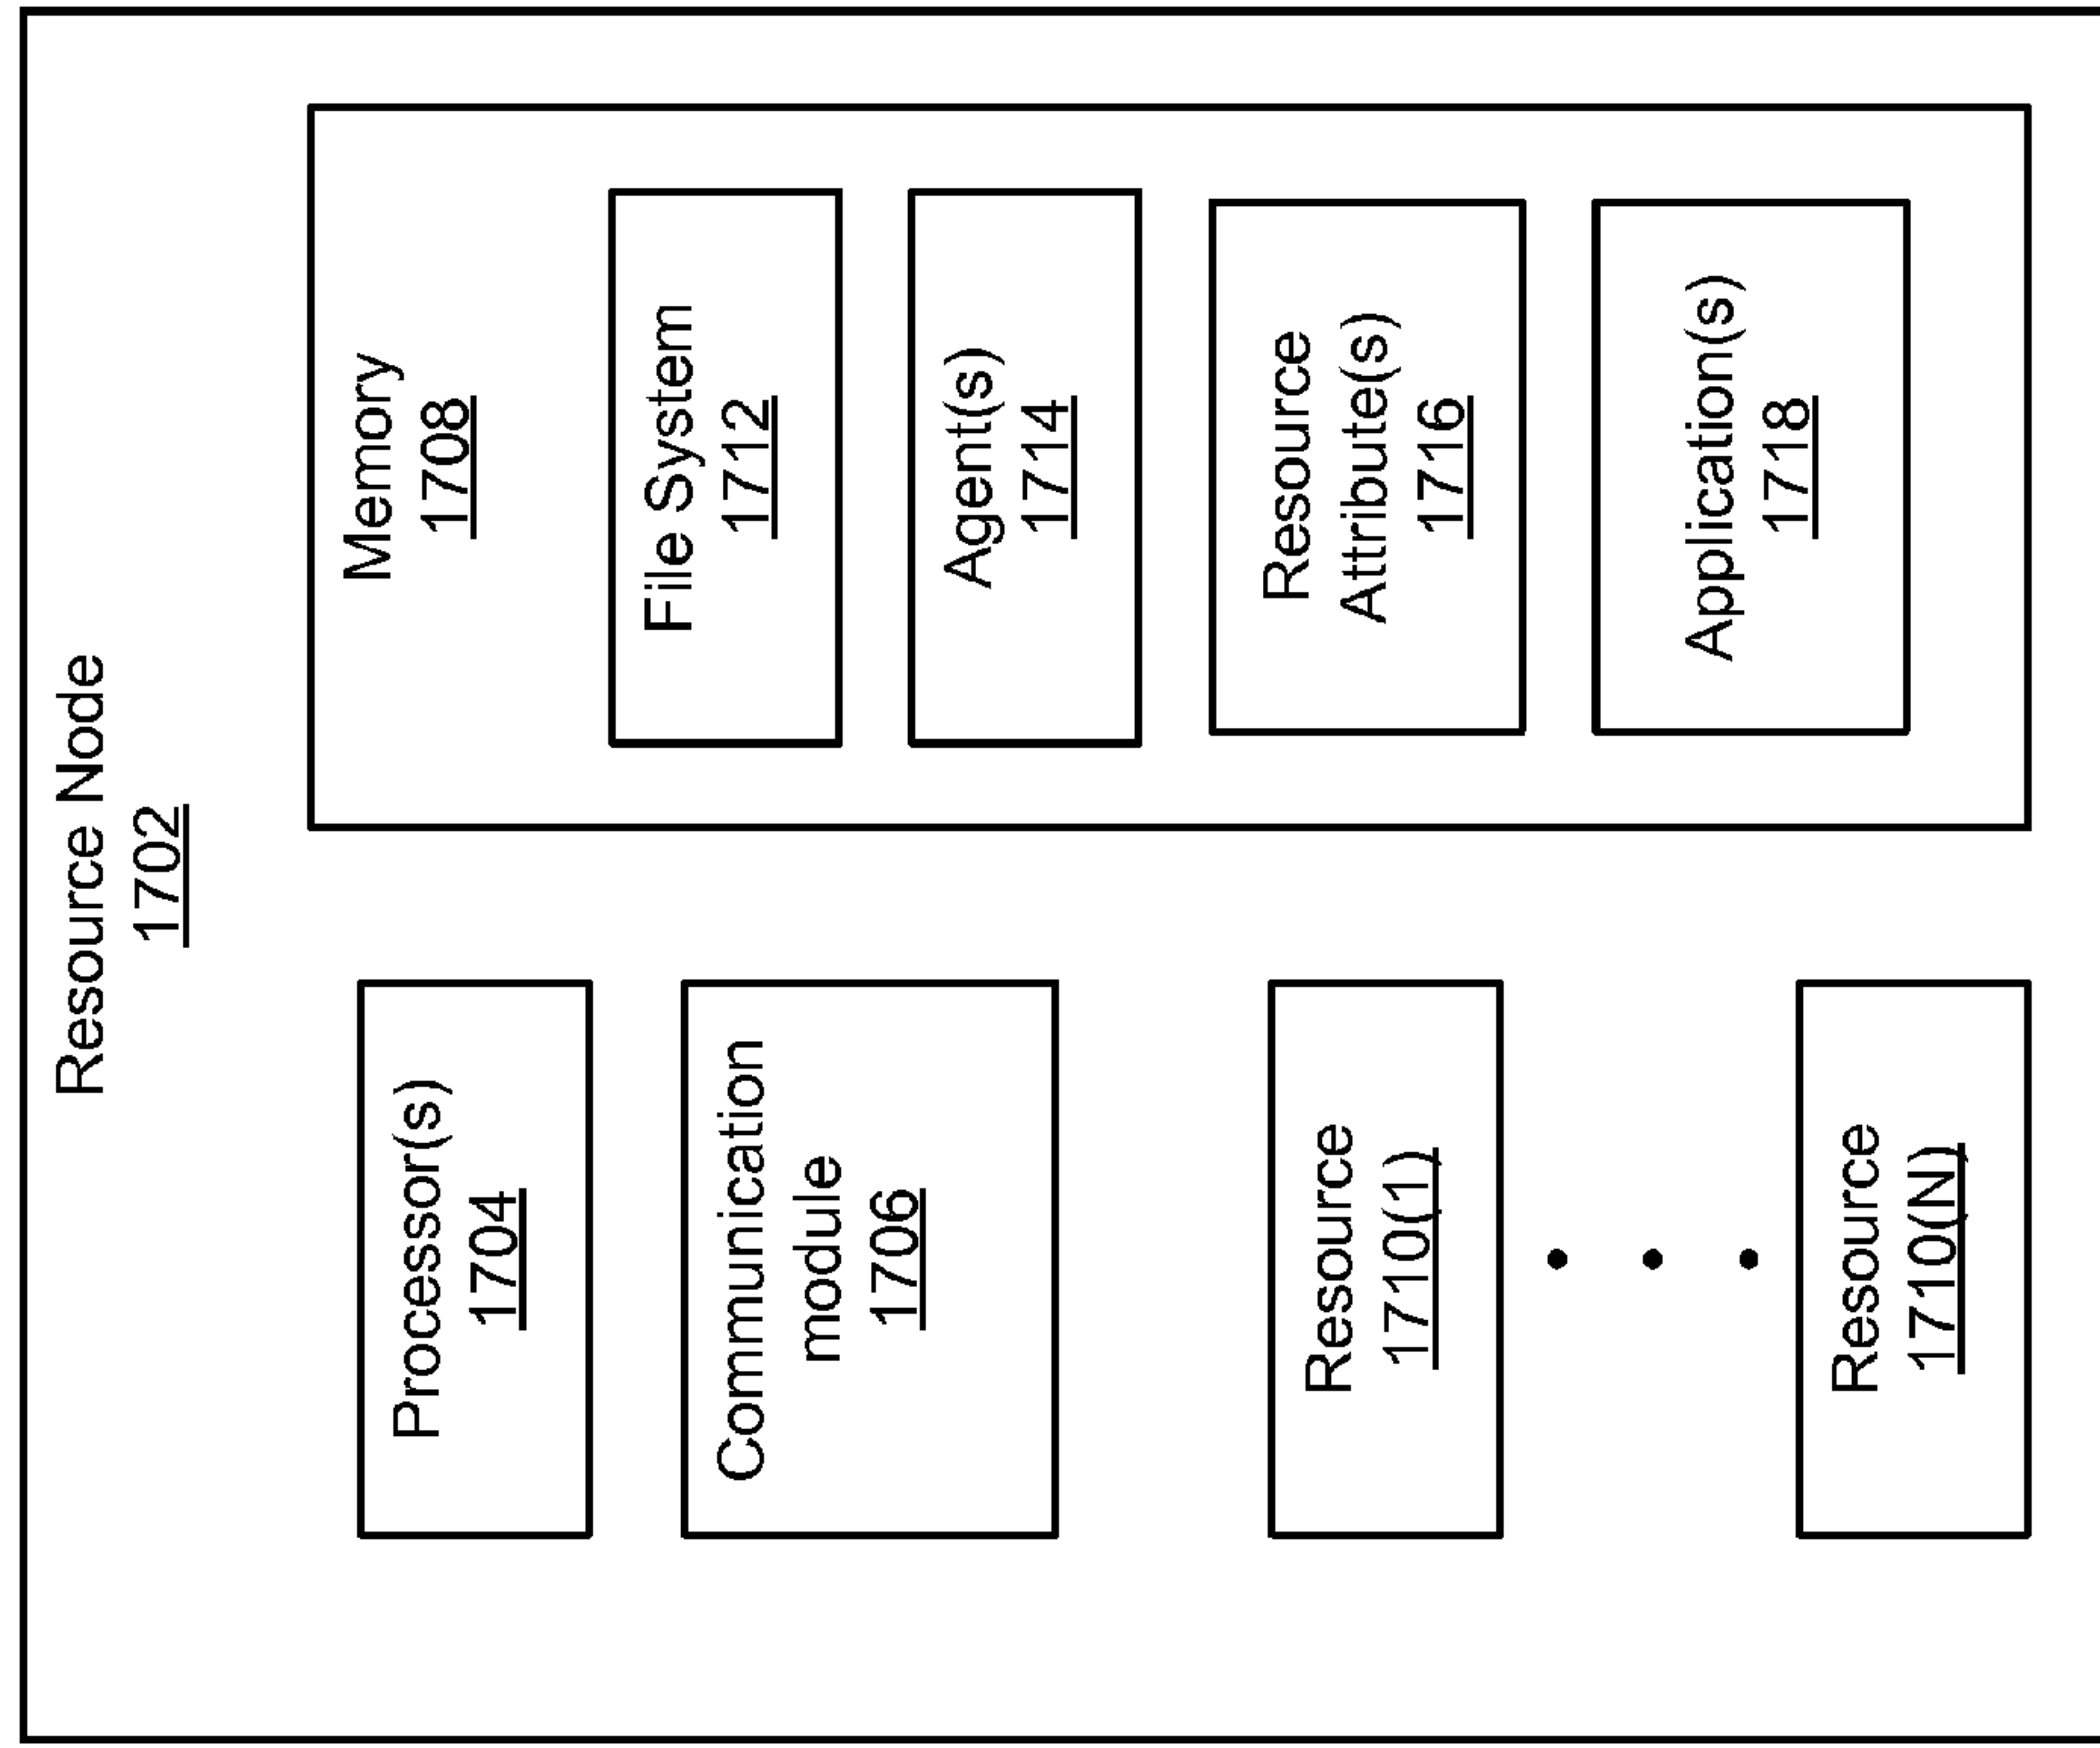 Resource Node
1702
Processor(s)
1704
Communication
module
1706
Resource
1710(1)
Resource
1710(N)
Memory
1708
File System
1712
Agent(s)
1714
Resource
Attribute(s)
1716
Application(s)
1718